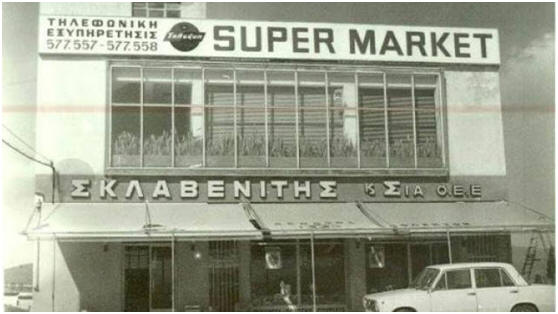 ΤΗΛΕΦΩΝΙΚΗ
ΕΞΥΠΗΡΕΤΗΣΙΣ
577.557-577.558
SUPER MARKET
ΣΚΛΑΒΕΝΙΤΗΣ Κ ΣΙΑ Ο.Ε.Ε